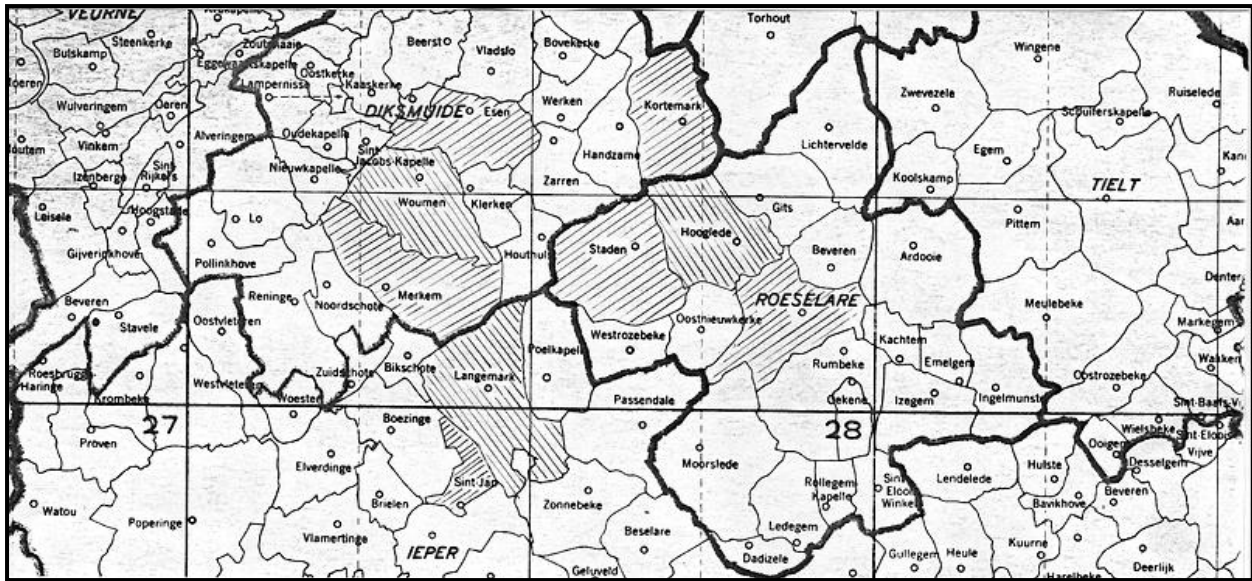 VEURNE
Torhout
Steenkerke
Zoutenaaie
Beerst
Bovekerke
Wingene
Bulskamp
Eggewaartskapelle
Oostkerke
Vladslo
Lampernisse
Kaaskerke
Zwevezele
Ruiselede
Wulveringem
Oeren
DIKSMUIDE
Esen
Werken
Kortemark
Schuiferskapelle
Alveringem
Oudekapelle
Lichtervelde
Vinkem
Sint
Jacobs-Kapelle
Handzame
Egem
Izenberge
Sint
Rijkers
Nieuwkapelle
Zarren
Koolskamp
TIELT
Leisele
Hoogstade
Lo
Woumen
Klerken
Gits
Pittem
Gijverinkhove
Pollinkhove
Houthulst
Staden
Hooglede
Beveren
Ardooie
Beveren
Reninge
Noordschote
Merkem
ROESELARE
Meulebeke
Stavele
Oostvleteren
Oostnieuwkerke
Markegem
Westrozebeke
Kachtem
Roesbrugge
Haringe
Bikschote
Poelkapelle
Rumbeke
Emelgem
Wakken
Krombeke
Westvleteren
Zuidschote
Langemark
Oostrozebeke
Woesten
Passendale
Oekene
Izegem
Ingelmunster
27
Proven
Boezinge
28
Wielsbeke
Ooigem
Sint-Eloois
Vijve
Elverdinge
Moorslede
Hulste
Desselgem
Sint-Jan
Rollegem
Kapelle
Sint
Eloois
Winkel
Lendelede
Beveren
Watou
Brielen
Zonnebeke
Bavikhove
Poperinge
Vlamertinge
Beselare
Ledegem
IEPER
Dadizele
Gullegem
Heule
Kuurne
Geluveld
Harelbeke
Deerlijk